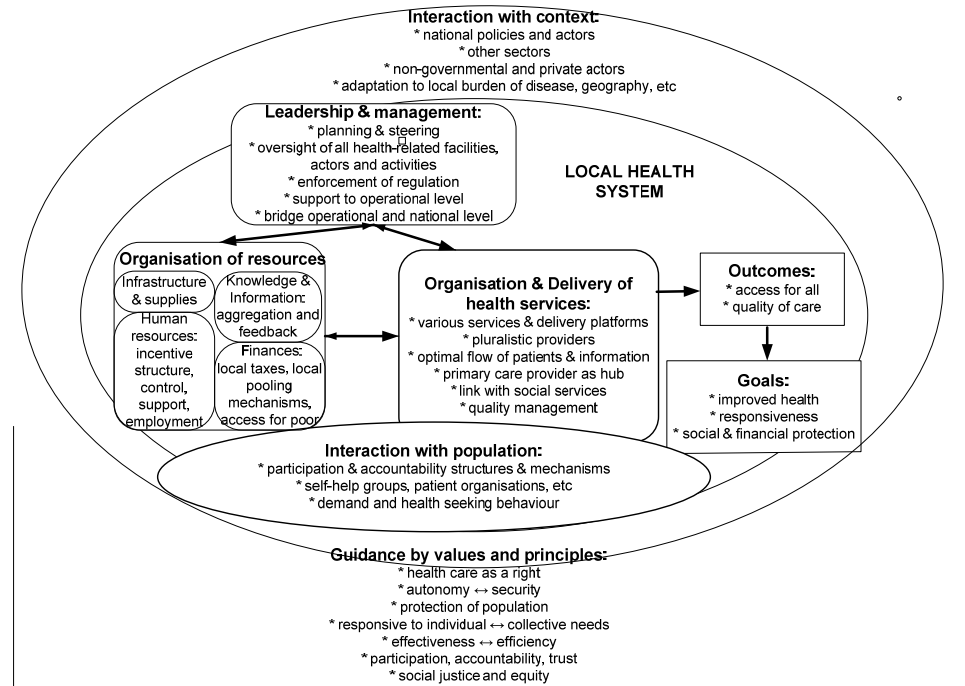 Interaction with context:
* national policies and actors
* other sectors
* non-governmental and private actors
* adaptation to local burden of disease, geography, etc
Leadership & management:
* planning & steering
* oversight of all health-related facilities,
actors and activities
* enforcement of regulation
* support to operational level
* bridge operational and national level
LOCAL HEALTH
SYSTEM
Organisation of resources
Infrastructure
& supplies
Knowledge &
Information:
aggregation and
feedback
Human
resources:
incentive
structure,
control,
support,
employment
Finances:
local taxes, local
pooling
mechanisms,
access for poor
Organisation & Delivery of
health services:
* various services & delivery platforms
* pluralistic providers
* optimal flow of patients & information
* primary care provider as hub
* link with social services
* quality management
Outcomes:
* access for all
* quality of care
Goals:
* improved health
* responsiveness
* social & financial protection
Interaction with population:
* participation & accountability structures & mechanisms
* self-help groups, patient organisations, etc
* demand and health seeking behaviour
Guidance by values and principles:
* health care as a right
* autonomy ↔ security
* protection of population
* responsive to individual ↔ collective needs
* effectiveness ↔ efficiency
* participation, accountability, trust
* social justice and equity